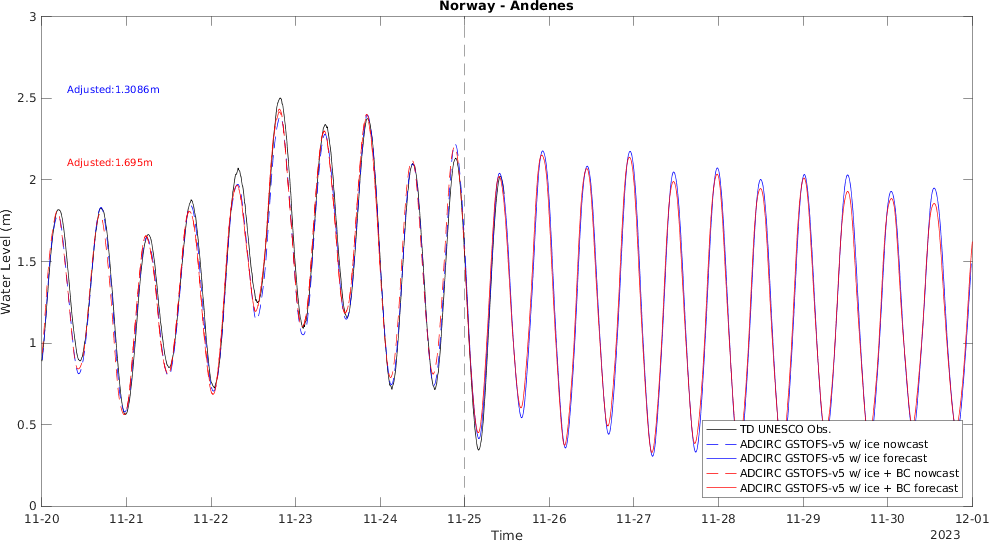 Norway - Andenes
3
2.5
2
1.5
1
0.5
0
Water Level (m)
Adjusted:1.3086m
Adjusted:1.695m
TD UNESCO Obs.
ADCIRC GSTOFS-v5 w/ ice nowcast
ADCIRC GSTOFS-v5 w/ ice forecast
ADCIRC GSTOFS-v5 w/ ice + BC nowcast
ADCIRC GSTOFS-v5 w/ ice + BC forecast
11-20 11-21 11-22 11-23 11-24 11-25 11-26 11-27 11-28 11-29 11-30 12-01
Time
2023